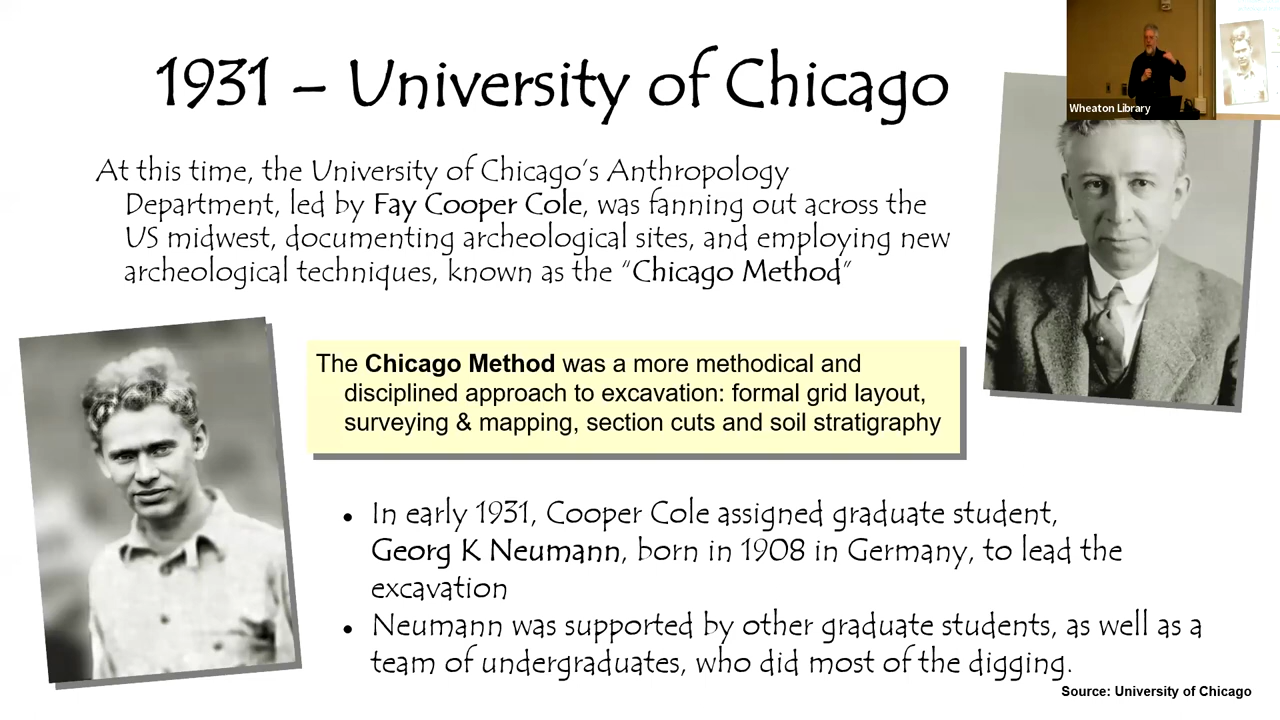 1931 – University of Chicago
Wheaton Library
At this time, the University of Chicago’s Anthropology
Department, led by Fay Cooper Cole, was fanning out across the
US midwest, documenting archeological sites, and employing new
archeological techniques, known as the “Chicago Method”
The Chicago Method was a more methodical and
disciplined approach to excavation: formal grid layout,
surveying & mapping, section cuts and soil stratigraphy
• In early 1931, Cooper Cole assigned graduate student,
Georg K Neumann, born in 1908 in Germany, to lead the
excavation
• Neumann was supported by other graduate students, as well as a
team of undergraduates, who did most of the digging.
Source: University of Chicago